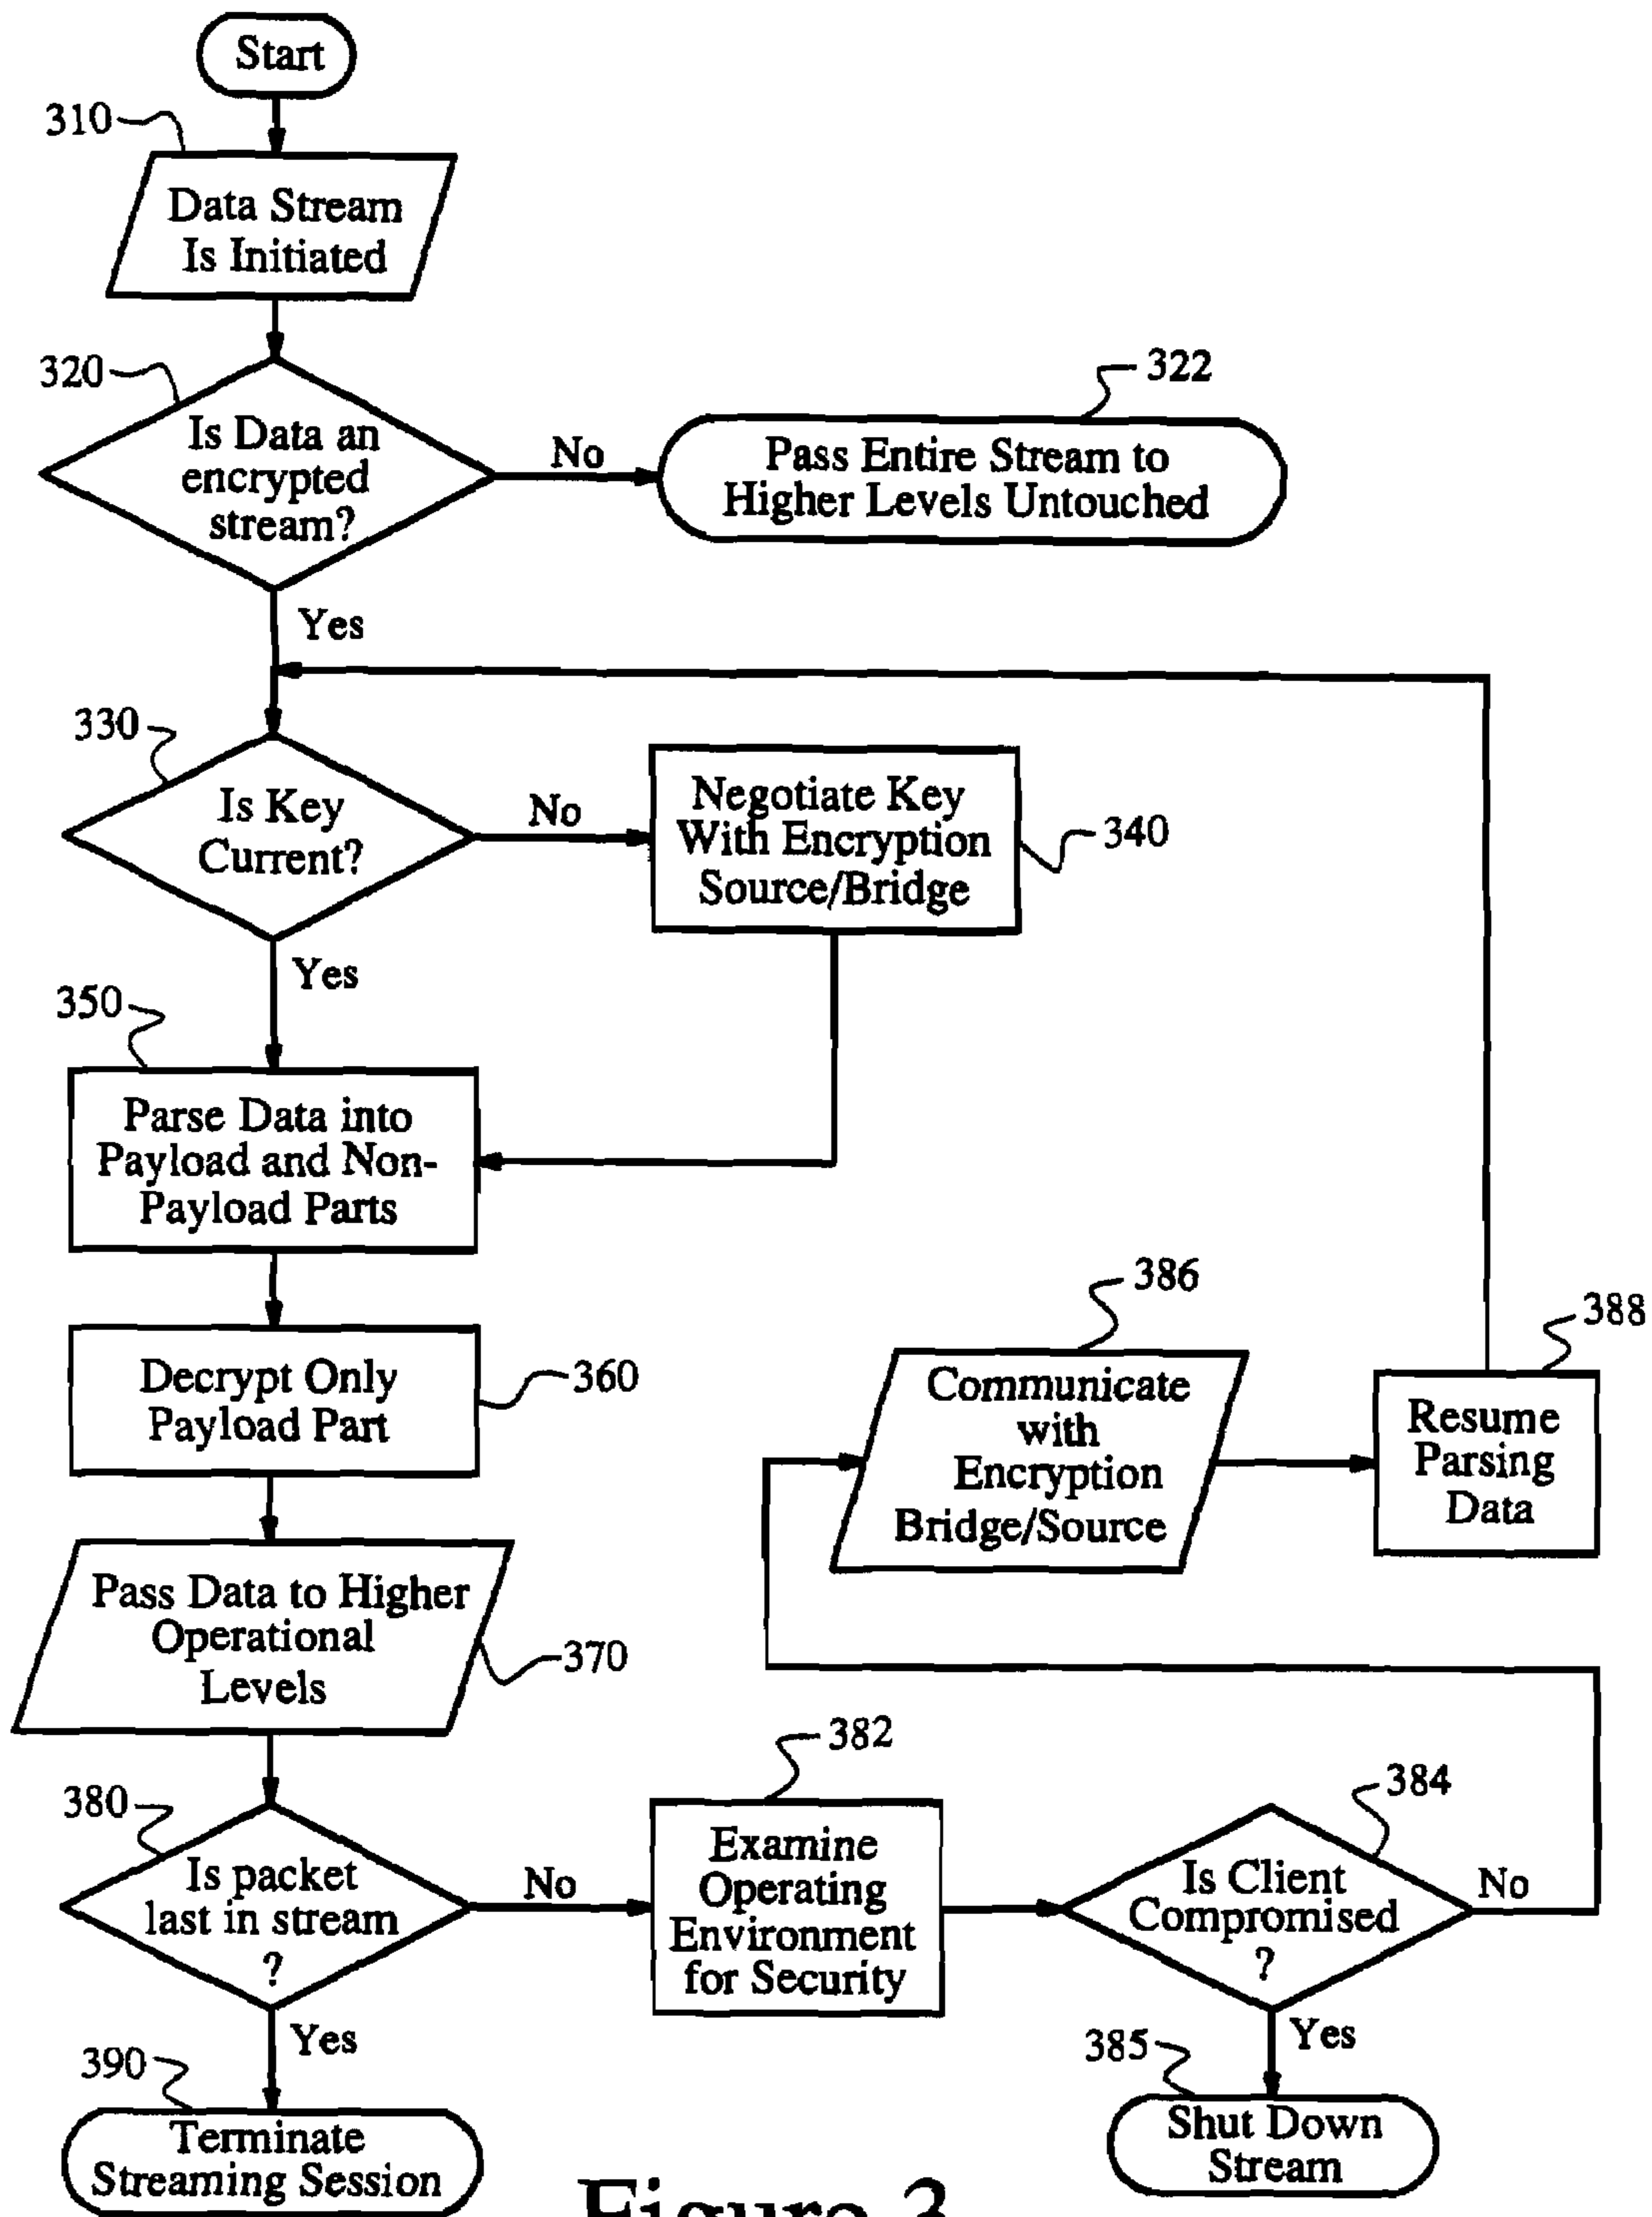 Start
310
Data Stream
Is Initiated
320
Is Data an
encrypted
stream?
No
322
Pass Entire Stream to
Higher Levels Untouched
Yes
330
Is Key
Current?
No
Negotiate Key
With Encryption
Source/Bridge
340
Yes
350
Parse Data into
Payload and Non-
Payload Parts
Decrypt Only
Payload Part
360
386
Communicate
with
Encryption
Bridge/Source
388
Resume
Parsing
Data
Pass Data to Higher
Operational
Levels
370
380
Is packet
last in stream
?
No
382
Examine
Operating
Environment
for Security
384
Is Client
Compromised
?
No
Yes
390
Terminate
Streaming Session
Yes
385
Shut Down
Stream
Figure 3